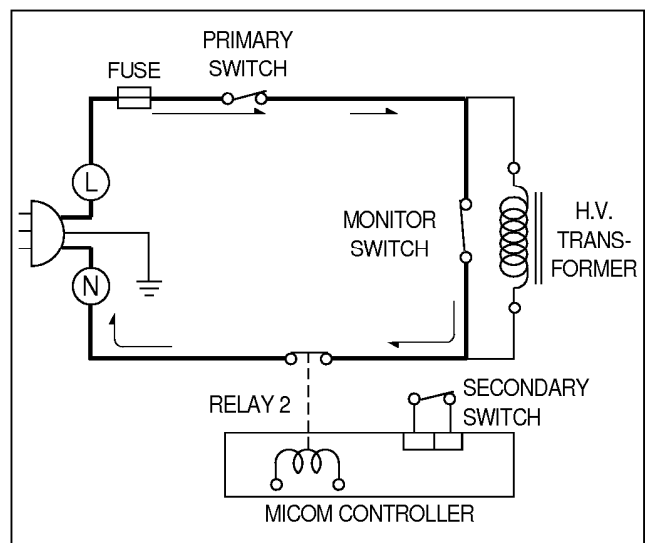 PRIMARY
SWITCH
FUSE
L
MONITOR
SWITCH
H.V.
TRANS-
FORMER
N
RELAY 2
SECONDARY
SWITCH
MICOM CONTROLLER